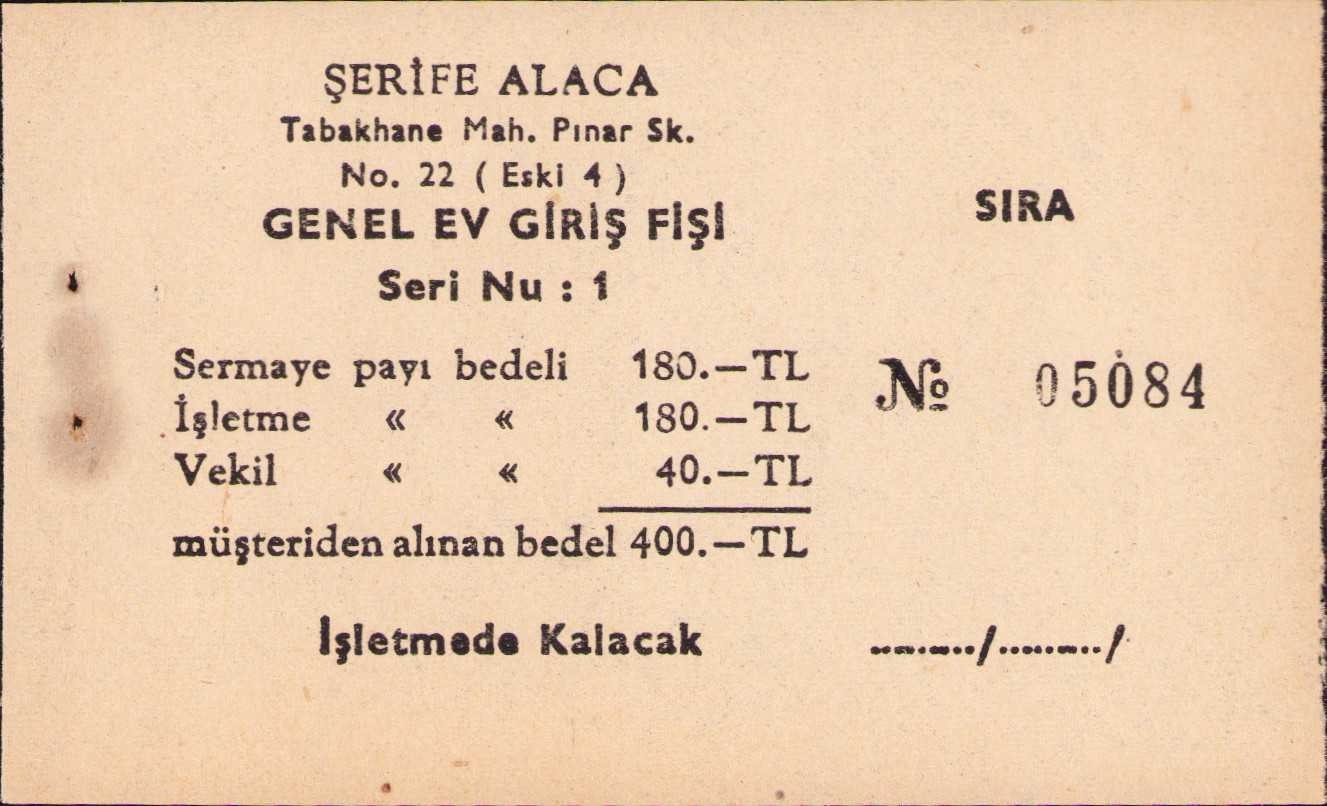 ŞERİFE ALACA
Tabakhane Mah. Pınar Sk.
No. 22 ( Eski 4 )
GENEL EV GİRİŞ FİŞİ
SIRA
Seri Nu : 1
Sermaye payı bedeli 180.—TL
№ 05084
İşletme « « 180.—TL
Vekil « « 40.—TL
müşteriden alınan bedel 400.—TL
İşletmede Kalacak ........./........./